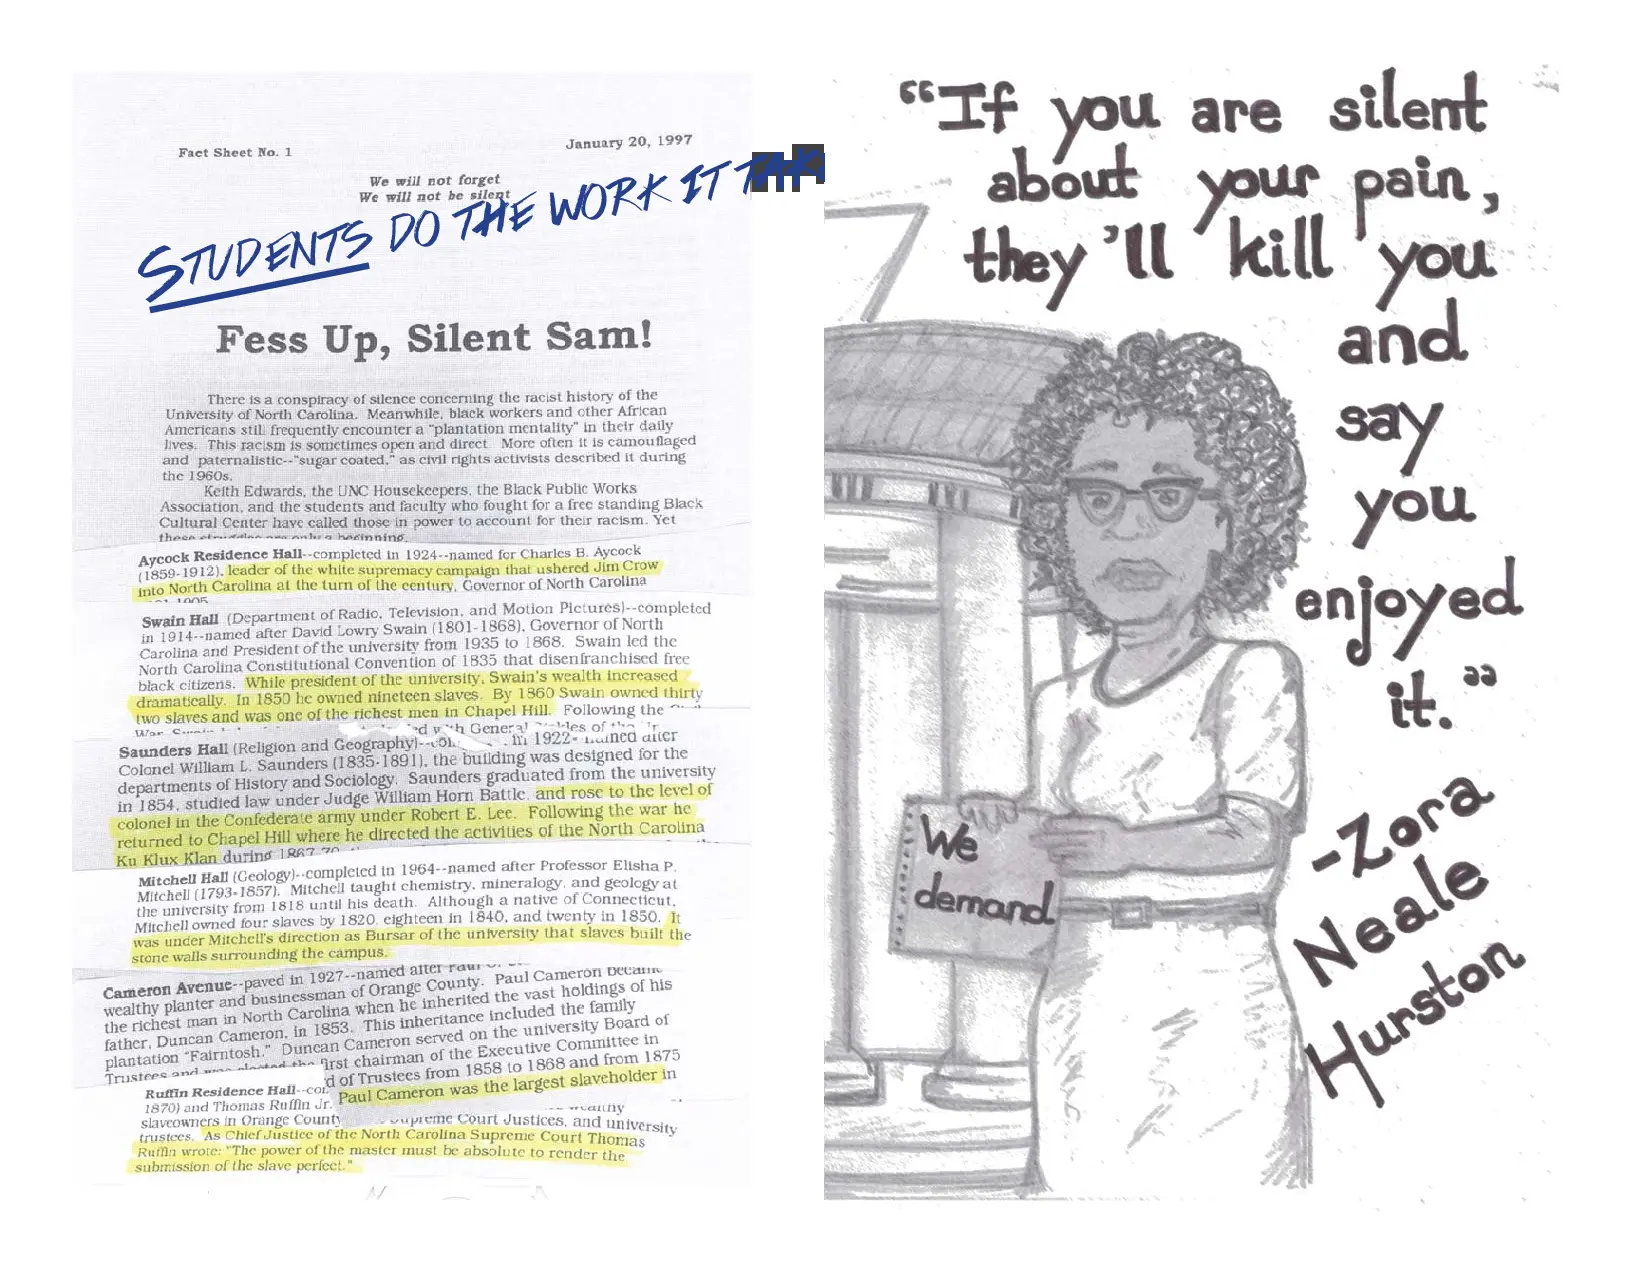 Fact Sheet No. 1
January 20, 1997
We will not forget
We will not be silent
STUDENTS DO THE WORK IT
Fess Up, Silent Sam!
There is a conspiracy of silence concerning the racist history of the
University of North Carolina. Meanwhile, black workers and other African
Americans still frequently encounter a "plantation mentality" in their daily
lives. This racism is sometimes open and direct. More often it is camouflaged
and paternalistic--"sugar coated," as civil rights activists described it during
the 1960s.
Keith Edwards, the UNC Housekeepers, the Black Public Works
Association, and the students and faculty who fought for a free standing Black
Cultural Center have called those in power to account for their racism. Yet
these struggles are only a beginning.
Aycock Residence Hall--completed in 1924--named for Charles B. Aycock
(1859-1912), leader of the white supremacy campaign that ushered Jim Crow
into North Carolina at the turn of the century, Governor of North Carolina
Swain Hall (Department of Radio, Television, and Motion Pictures)--completed
in 1914--named after David Lowry Swain (1801-1868), Governor of North
Carolina and President of the university from 1935 to 1868. Swain led the
North Carolina Constitutional Convention of 1835 that disenfranchised free
black citizens. While president of the university, Swain's wealth increased
dramatically. In 1850 he owned nineteen slaves. By 1860 Swain owned thirty
two slaves and was one of the richest men in Chapel Hill. Following the
Saunders Hall (Religion and Geography) in 1922- named after
Colonel William L. Saunders (1835-1891), the building was designed for the
departments of History and Sociology. Saunders graduated from the university
in 1854, studied law under Judge William Horn Battle, and rose to the level of
colonel in the Confederate army under Robert E. Lee. Following the war he
returned to Chapel Hill where he directed the activities of the North Carolina
Ku Klux Klan during 1867-70
Mitchell Hall (Geology)--completed in 1964--named after Professor Elisha P.
Mitchell (1793-1857). Mitchell taught chemistry, mineralogy, and geology at
the university from 1818 until his death. Although a native of Connecticut,
Mitchell owned four slaves by 1820, eighteen in 1840, and twenty in 1850. It
was under Mitchell's direction as Bursar of the university that slaves built the
stone walls surrounding the campus.
Cameron Avenue--paved in 1927--named after Paul
wealthy planter and businessman of Orange County. Paul Cameron became
the richest man in North Carolina when he inherited the vast holdings of his
father, Duncan Cameron, in 1853. This inheritance included the family
plantation "Fairntosh." Duncan Cameron served on the university Board of
Trustees and was elected the first chairman of the Executive Committee in
d of Trustees from 1858 to 1868 and from 1875
Paul Cameron was the largest slaveholder in
Ruffin Residence Hall--co
1870) and Thomas Ruffin Jr.
slaveowners in Orange County Supreme Court Justices, and university
trustees. As Chief Justice of the North Carolina Supreme Court Thomas
Ruffin wrote: "The power of the master must be absolute to render the
submission of the slave perfect."
"If you are silent
about your pain,
they'll kill you
and
say
you
enjoyed
it."
-Zora
Neale
Hurston
We
demand